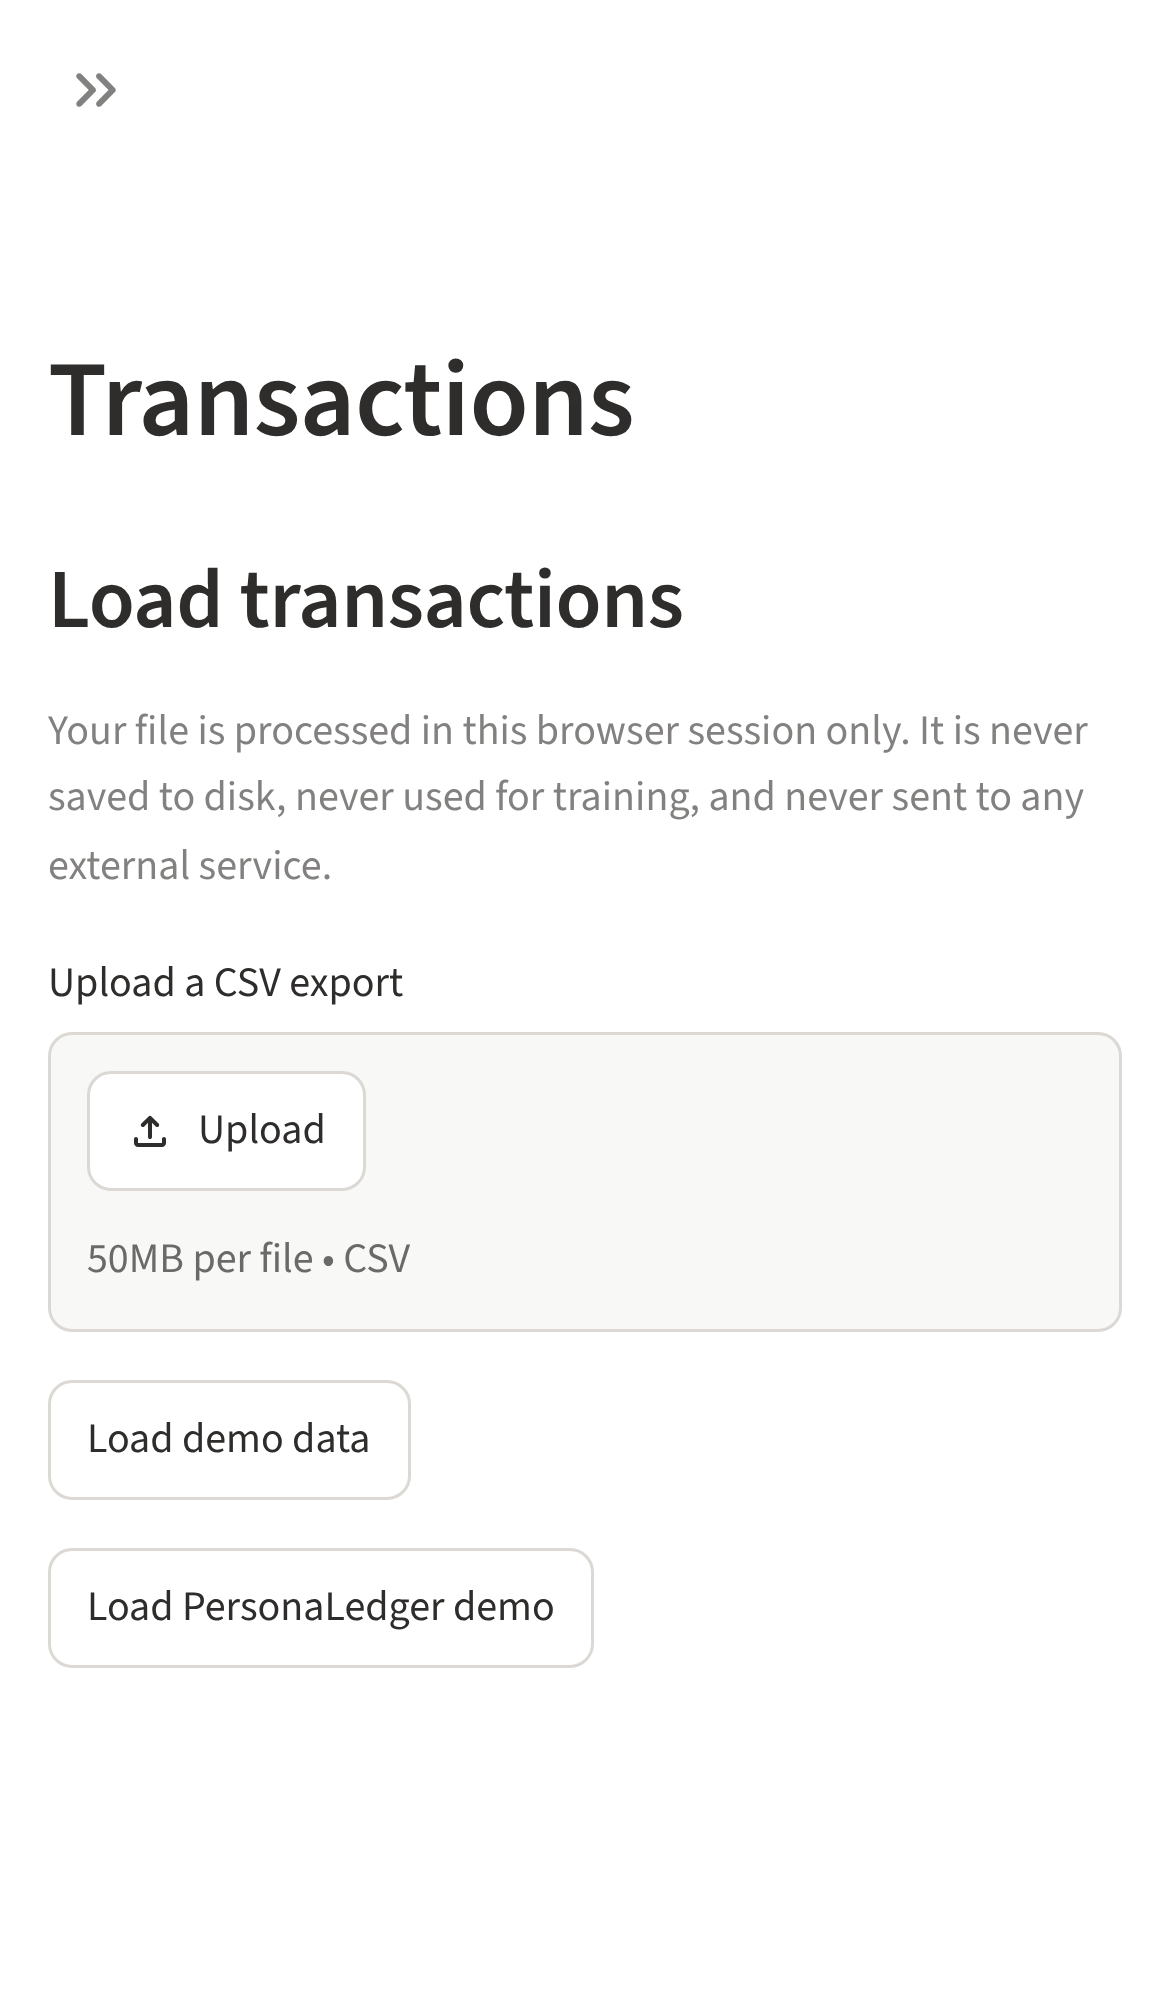 Transactions
Load transactions
Your file is processed in this browser session only. It is never
saved to disk, never used for training, and never sent to any
external service.
Upload a CSV export
Upload
50MB per file • CSV
Load demo data
Load PersonaLedger demo